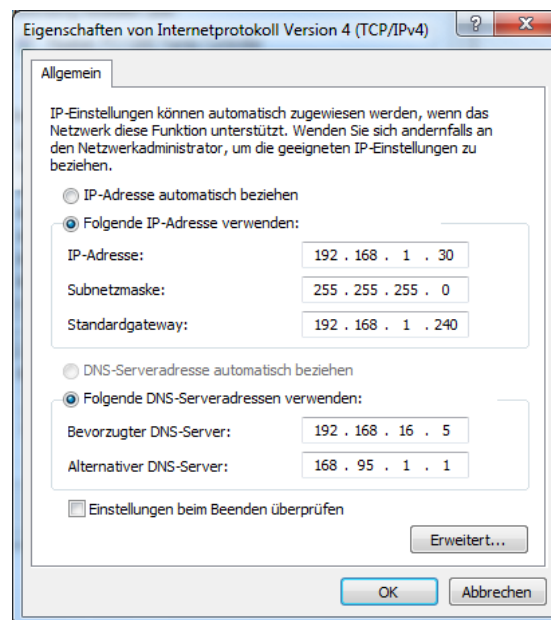 Eigenschaften von Internetprotokoll Version 4 (TCP/IPv4)
Allgemein
IP-Einstellungen können automatisch zugewiesen werden, wenn das
Netzwerk diese Funktion unterstützt. Wenden Sie sich andernfalls an
den Netzwerkadministrator, um die geeigneten IP-Einstellungen zu
beziehen.
IP-Adresse automatisch beziehen
Folgende IP-Adresse verwenden:
IP-Adresse: 192 . 168 . 1 . 30
Subnetzmaske: 255 . 255 . 255 . 0
Standardgateway: 192 . 168 . 1 . 240
DNS-Serveradresse automatisch beziehen
Folgende DNS-Serveradressen verwenden:
Bevorzugter DNS-Server: 192 . 168 . 16 . 5
Alternativer DNS-Server: 168 . 95 . 1 . 1
Einstellungen beim Beenden überprüfen
Erweitert...
OK Abbrechen